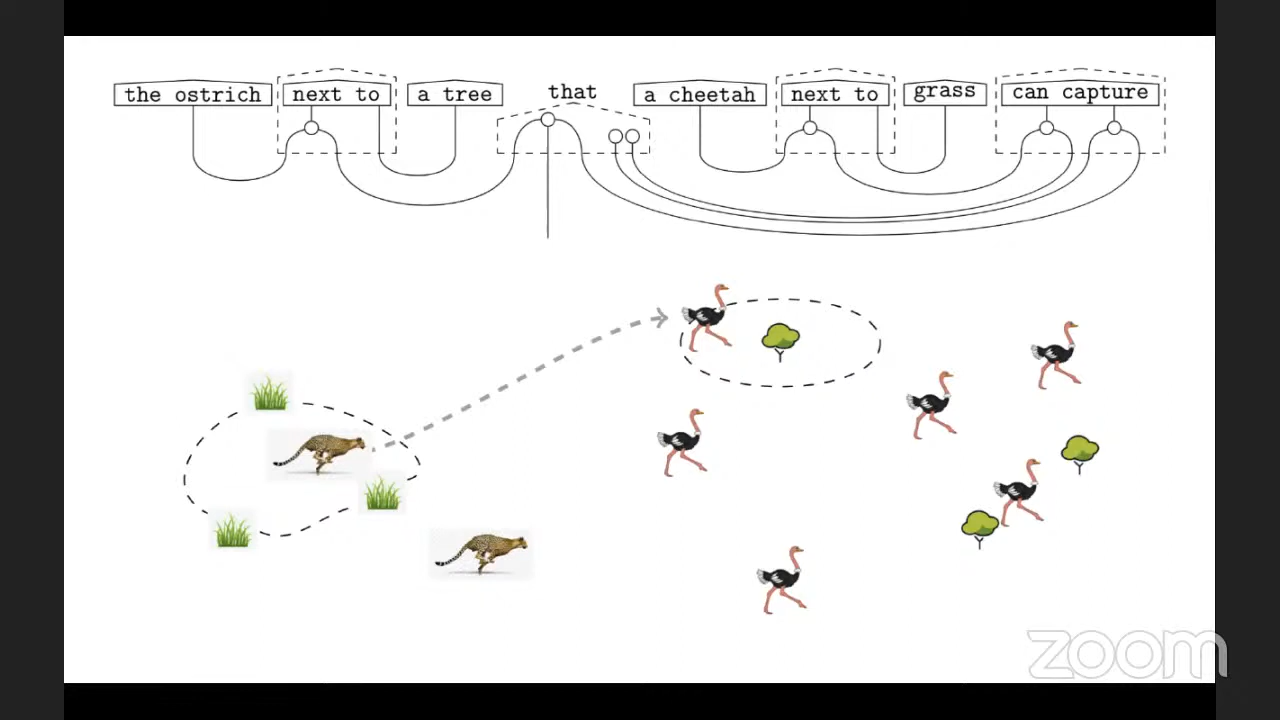 the ostrich next to a tree that a cheetah next to grass can capture
zoom